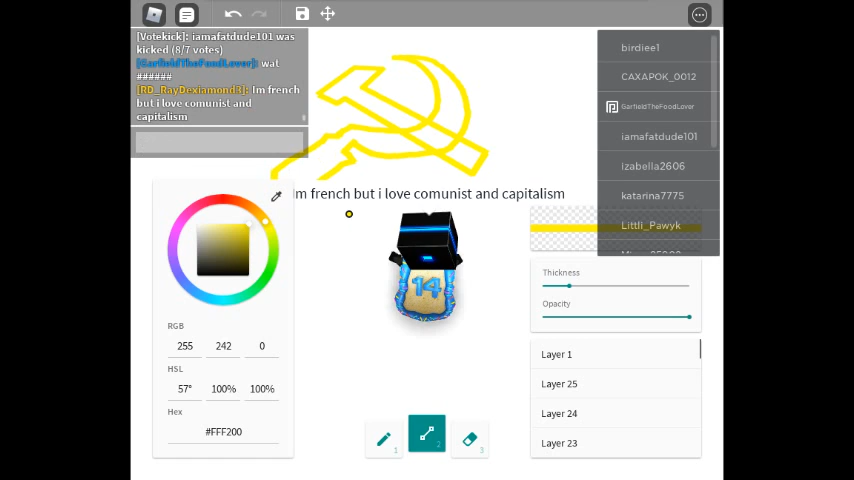 [Votekick]: iamafatdude101 was
kicked (8/7 votes)
[GarfieldTheFoodLover]: wat
######
[RD_RayDexiamond3]: Im french
but i love comunist and
capitalism
Im french but i love comunist and capitalism
14
birdiee1
CAXAPOK_0012
GarfieldTheFoodLover
iamafatdude101
izabella2606
katarina7775
Littli_Pawyk
RGB
255 242 0
HSL
57° 100% 100%
Hex
#FFF200
1
2
3
Thickness
Opacity
Layer 1
Layer 25
Layer 24
Layer 23